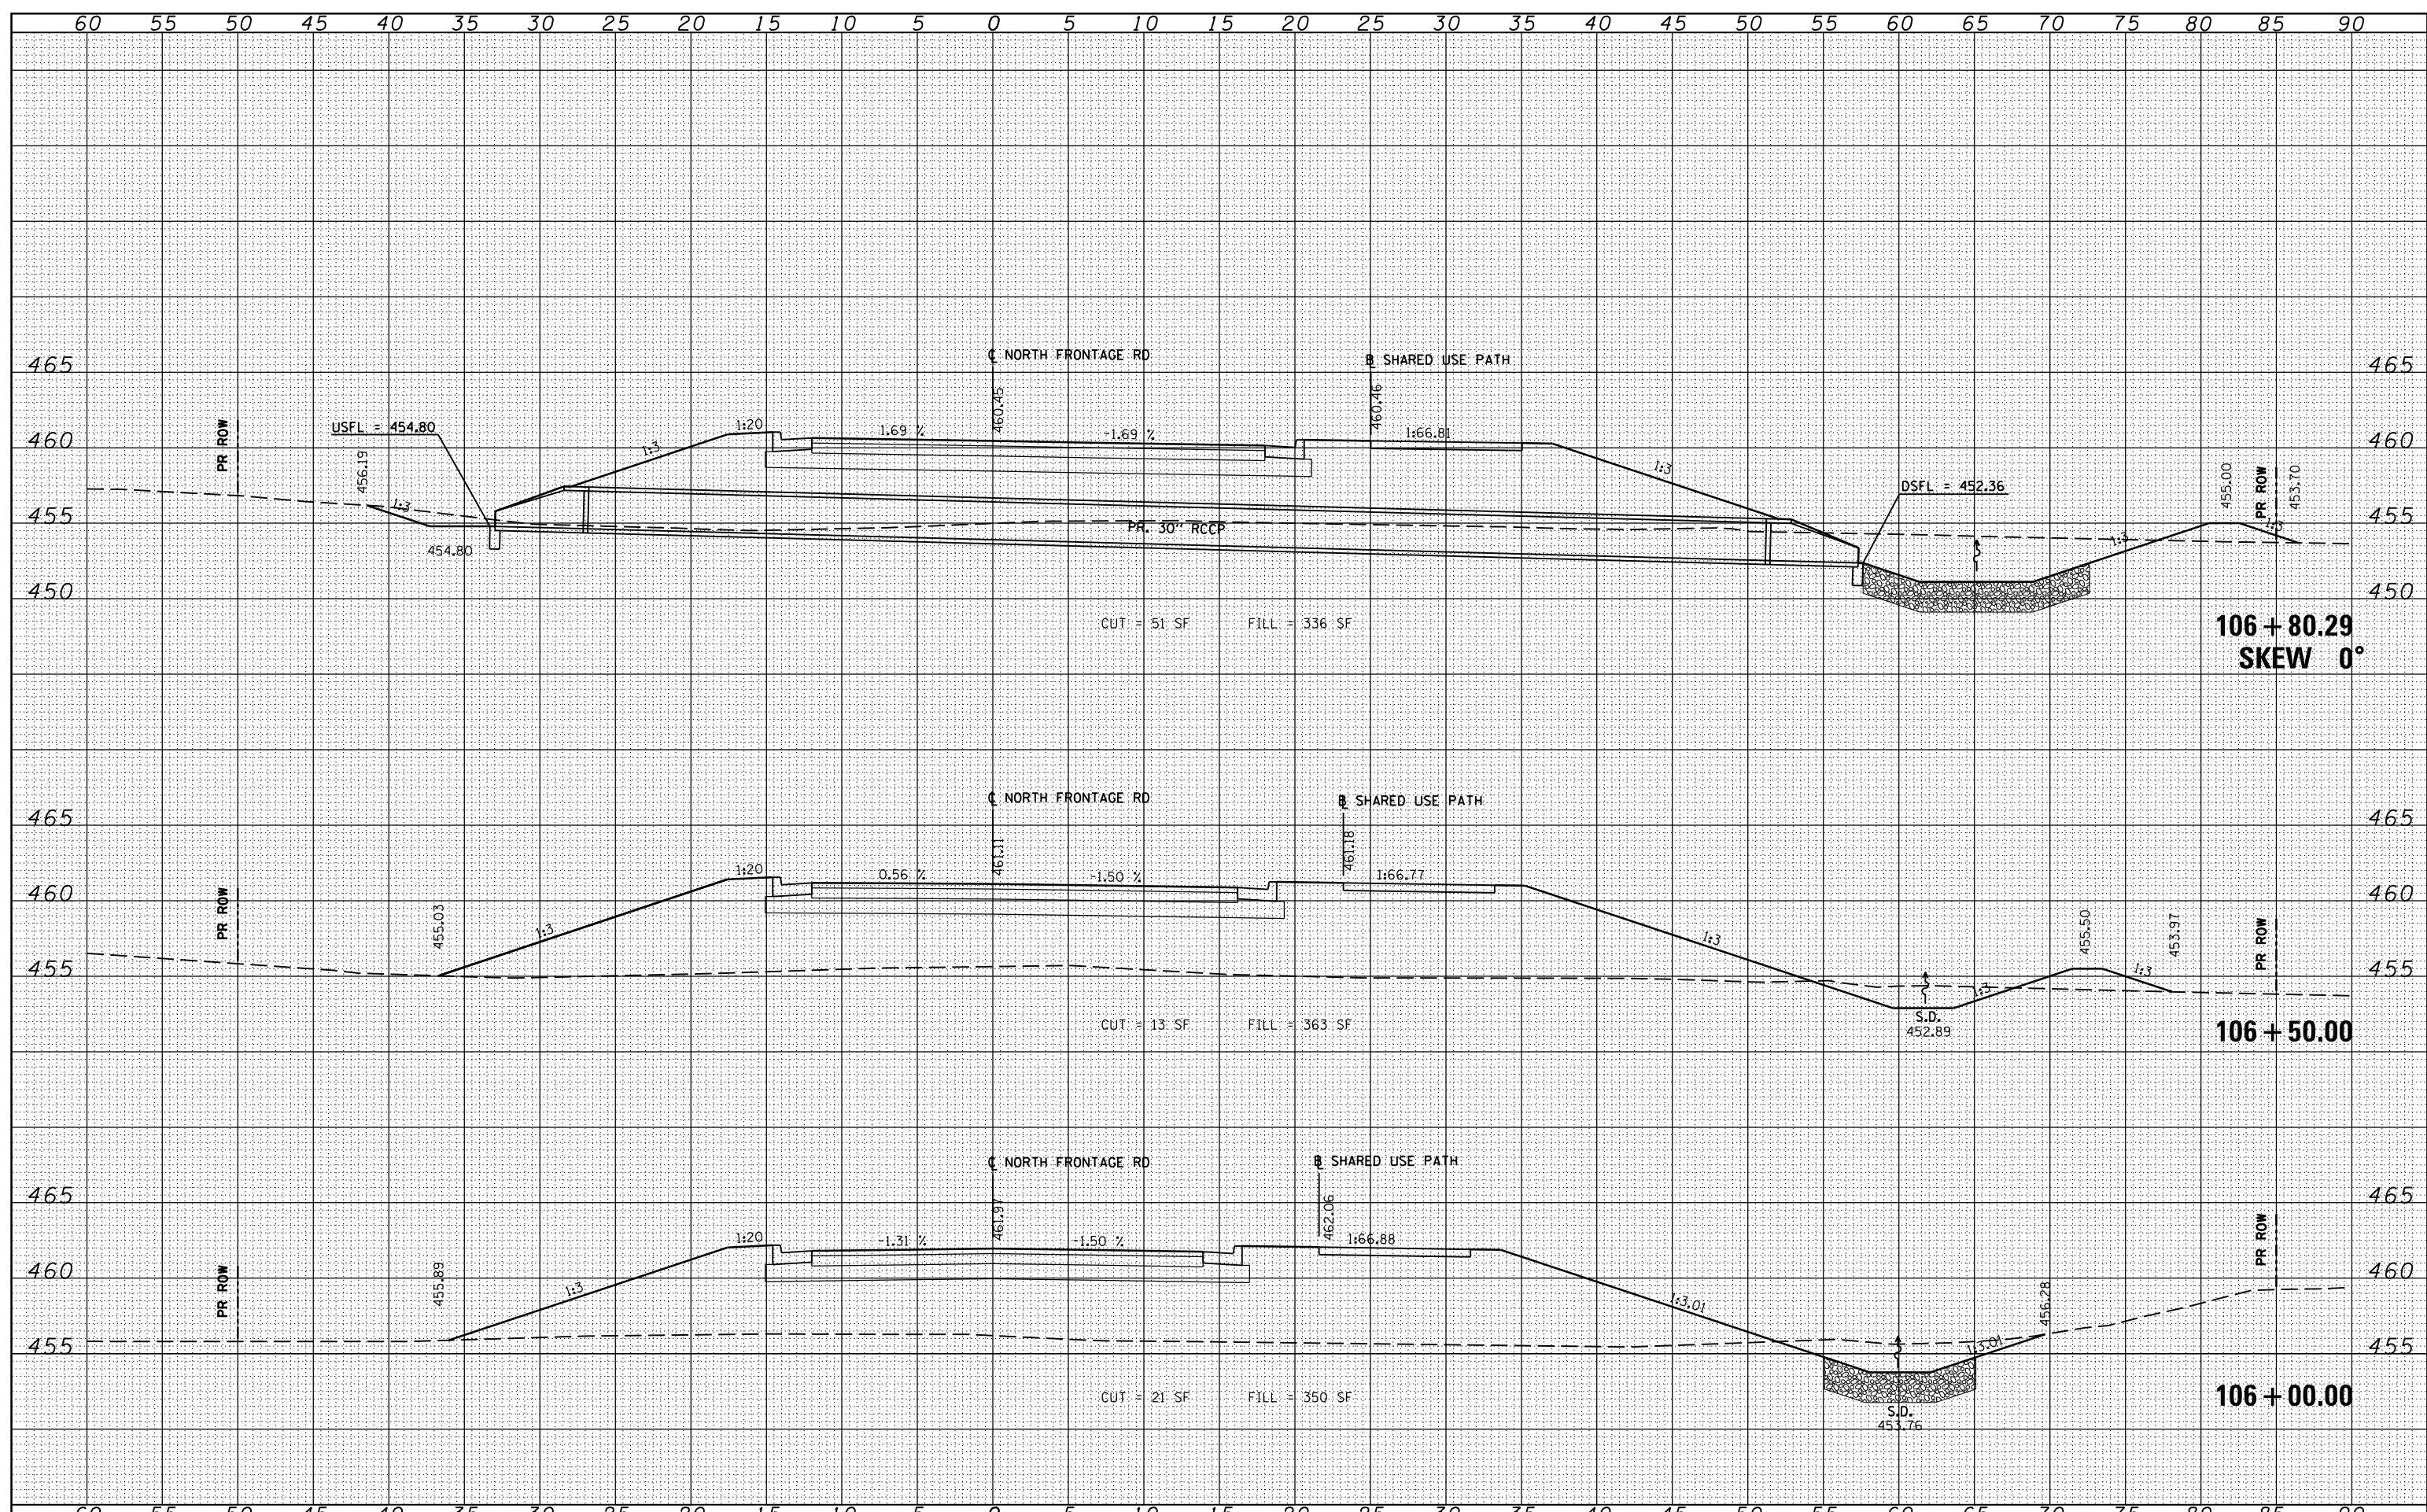 60 55 50 45 40 35 30 25 20 15 10 5 0 5 10 15 20 25 30 35 40 45 50 55 60 65 70 75 80 85 90
465 465
℄ NORTH FRONTAGE RD
B SHARED USE PATH
460.45
460.46
460 460
USFL = 454.80
PR ROW
456.19
1:3
1:3
1:20
1.69 %
-1.69 %
1:66.81
1:3
DSFL = 452.36
455.00
PR ROW
453.70
455 455
454.80
PR. 30" RCCP
1:3
1:3
450 450
CUT = 51 SF FILL = 336 SF
106+80.29
SKEW 0°
℄ NORTH FRONTAGE RD
B SHARED USE PATH
465 465
461.11
461.18
1:20
0.56 %
-1.50 %
1:66.77
460 460
PR ROW
455.03
1:3
1:3
455.50
453.97
PR ROW
455 455
1:3
1:3
S.D.
452.89
CUT = 13 SF FILL = 363 SF
106+50.00
℄ NORTH FRONTAGE RD
B SHARED USE PATH
465 465
461.97
462.06
1:20
-1.31 %
-1.50 %
1:66.88
PR ROW
460 460
PR ROW
455.89
1:3
1:3.01
456.28
455 455
1:3.01
S.D.
453.76
CUT = 21 SF FILL = 350 SF
106+00.00
60 55 50 45 40 35 30 25 20 15 10 5 0 5 10 15 20 25 30 35 40 45 50 55 60 65 70 75 80 85 90